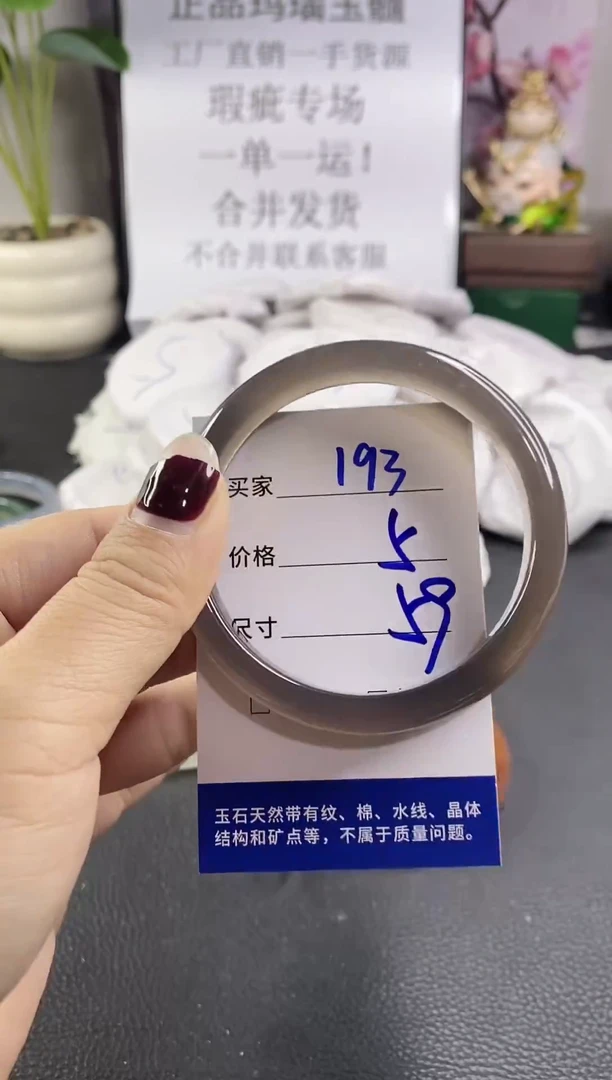 正品玛瑙玉髓
工厂直销一手货源
瑕疵专场
一单一运！
合并发货
不合并联系客服
买家 193
价格 5
尺寸 59
玉石天然带有纹、棉、水线、晶体
结构和矿点等，不属于质量问题。